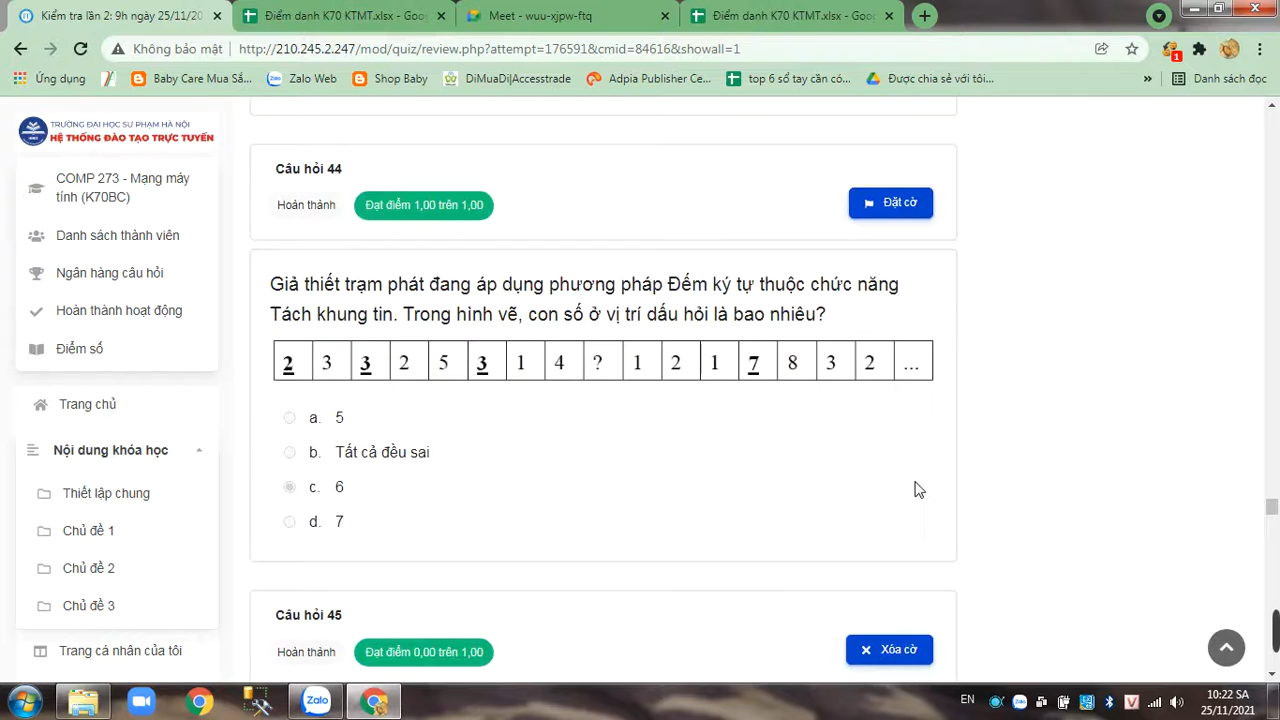 Kiểm tra lần 2: 9h ngày 25/11/20
Điểm danh K70 KTMT.xlsx - Goog
Meet - wuu-xjpw-ftq
Điểm danh K70 KTMT.xlsx - Goog
Không bảo mật
http://210.245.2.247/mod/quiz/review.php?attempt=176591&cmid=84616&showall=1
1
Ứng dụng
Baby Care Mua Sắ...
Zalo Web
Shop Baby
DiMuaDijAccesstrade
Adpia Publisher Ce...
top 6 sổ tay cần có...
Được chia sẻ với tôi...
»
Danh sách đọc
TRƯỜNG ĐẠI HỌC SƯ PHẠM HÀ NỘI
HỆ THỐNG ĐÀO TẠO TRỰC TUYẾN
COMP 273 - Mạng máy
tính (K70BC)
Danh sách thành viên
Ngân hàng câu hỏi
Hoàn thành hoạt động
Điểm số
Trang chủ
Nội dung khóa học
Thiết lập chung
Chủ đề 1
Chủ đề 2
Chủ đề 3
Trang cá nhân của tôi
Câu hỏi 44
Hoàn thành
Đạt điểm 1,00 trên 1,00
Đặt cờ
Giả thiết trạm phát đang áp dụng phương pháp Đếm ký tự thuộc chức năng
Tách khung tin. Trong hình vẽ, con số ở vị trí dấu hỏi là bao nhiêu?
2 3 3 2 5 3 1 4 ? 1 2 1 7 8 3 2 ...
a. 5
b. Tất cả đều sai
c. 6
d. 7
Câu hỏi 45
Hoàn thành
Đạt điểm 0,00 trên 1,00
Xóa cờ
Zalo
EN
10:22 SA
25/11/2021